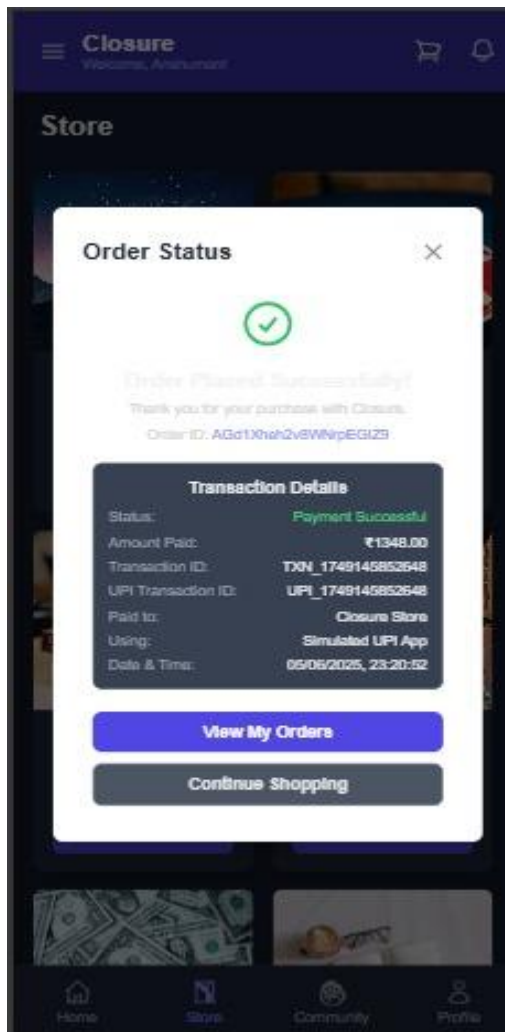 Closure
Welcome, Anshuman!
Store
Order Status
Order Placed Successfully!
Thank you for your purchase with Closure.
Order ID:
Transaction Details
Status: Payment Successful
Amount Paid: ₹1348.00
Transaction ID: TXN_1749145852648
UPI Transaction ID: UPI_1749145852648
Paid to: Closure Store
Using: Simulated UPI App
Date & Time: 05/06/2025, 23:20:52
View My Orders
Continue Shopping
Home Store Community Profile